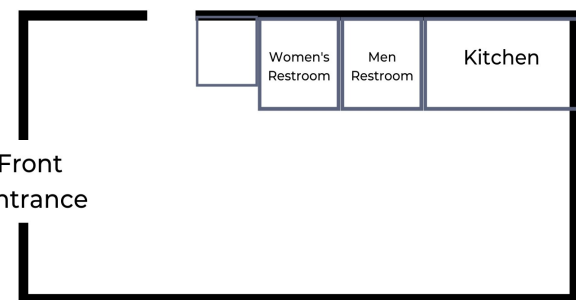 Women's
Restroom
Men
Restroom
Kitchen
Front
ntrance